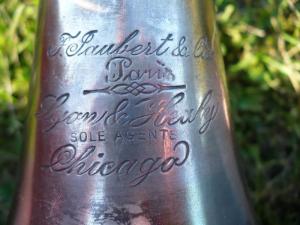 F. Jaubert & Co.
Paris
Lyon & Healy
SOLE AGENTS
Chicago